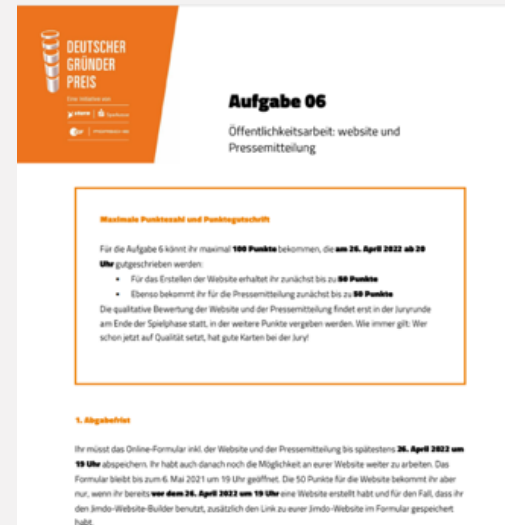 DEUTSCHER
GRÜNDER
PREIS
Eine Initiative von
stern | Sparkasse
ZDF | PORSCHE
Aufgabe 06
Öffentlichkeitsarbeit: website und
Pressemitteilung
Maximale Punktezahl und Punktegutschrift
Für die Aufgabe 6 könnt ihr maximal 100 Punkte bekommen, die am 26. April 2022 ab 20
Uhr gutgeschrieben werden:
• Für das Erstellen der Website erhaltet ihr zunächst bis zu 50 Punkte
• Ebenso bekommt ihr für die Pressemitteilung zunächst bis zu 50 Punkte
Die qualitative Bewertung der Website und der Pressemitteilung findet erst in der Juryrunde
am Ende der Spielphase statt, in der weitere Punkte vergeben werden. Wie immer gilt: Wer
schon jetzt auf Qualität setzt, hat gute Karten bei der Jury!
1. Abgabefrist
Ihr müsst das Online-Formular inkl. der Website und der Pressemitteilung bis spätestens 26. April 2022 um
19 Uhr abspeichern. Ihr habt auch danach noch die Möglichkeit an eurer Website weiter zu arbeiten. Das
Formular bleibt bis zum 6. Mai 2021 um 19 Uhr geöffnet. Die 50 Punkte für die Website bekommt ihr aber
nur, wenn ihr bereits vor dem 26. April 2022 um 19 Uhr eine Website erstellt habt und für den Fall, dass ihr
den Jimdo-Website-Builder benutzt, zusätzlich den Link zu eurer Jimdo-Website im Formular gespeichert
habt.